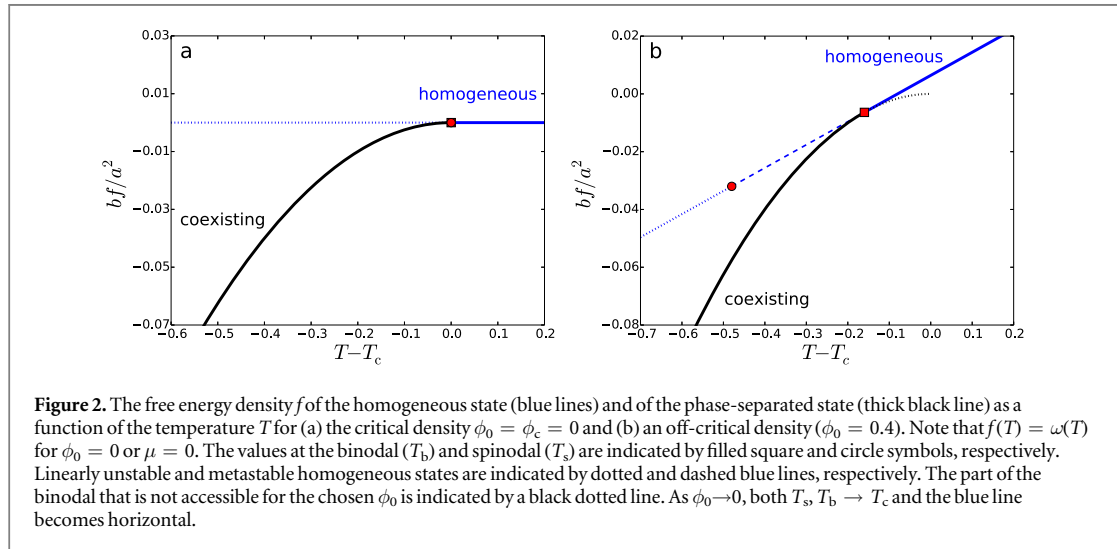 a
homogeneous
coexisting
bf/a²
0.03
0.01
−0.01
−0.03
−0.05
−0.07
−0.6 −0.5 −0.4 −0.3 −0.2 −0.1 0.0 0.1 0.2
T−Tc
b
homogeneous
coexisting
bf/a²
0.02
0.00
−0.02
−0.04
−0.06
−0.08
−0.7 −0.6 −0.5 −0.4 −0.3 −0.2 −0.1 0.0 0.1 0.2
T−Tc
Figure 2. The free energy density f of the homogeneous state (blue lines) and of the phase-separated state (thick black line) as a
function of the temperature T for (a) the critical density ϕ₀ = ϕc = 0 and (b) an off-critical density (ϕ₀ = 0.4). Note that f(T) = ω(T)
for ϕ₀ = 0 or μ = 0. The values at the binodal (Tb) and spinodal (Ts) are indicated by filled square and circle symbols, respectively.
Linearly unstable and metastable homogeneous states are indicated by dotted and dashed blue lines, respectively. The part of the
binodal that is not accessible for the chosen ϕ₀ is indicated by a black dotted line. As ϕ₀→0, both Ts, Tb → Tc and the blue line
becomes horizontal.